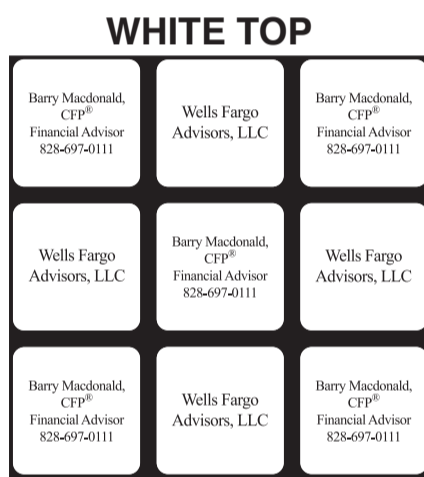 WHITE TOP
Barry Macdonald,
CFP®
Financial Advisor
828-697-0111
Wells Fargo
Advisors, LLC
Barry Macdonald,
CFP®
Financial Advisor
828-697-0111
Wells Fargo
Advisors, LLC
Barry Macdonald,
CFP®
Financial Advisor
828-697-0111
Wells Fargo
Advisors, LLC
Barry Macdonald,
CFP®
Financial Advisor
828-697-0111
Wells Fargo
Advisors, LLC
Barry Macdonald,
CFP®
Financial Advisor
828-697-0111